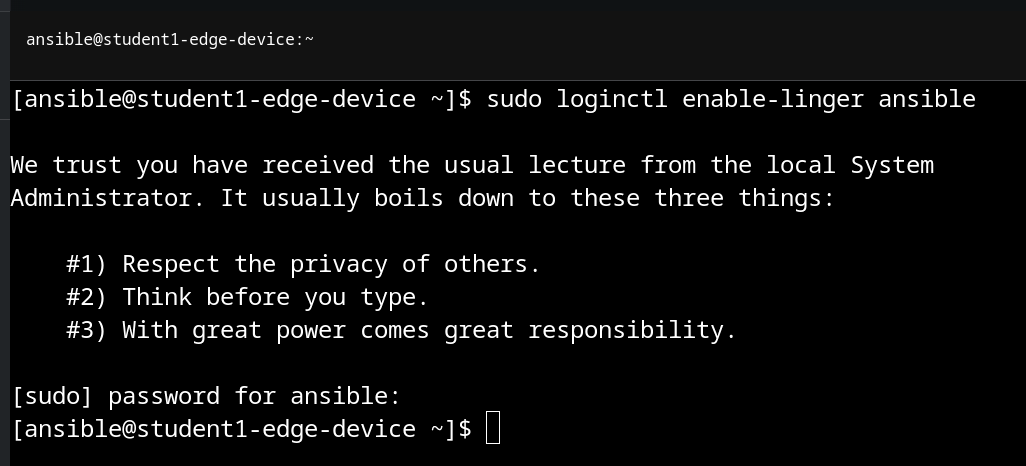 ansible@student1-edge-device:~
[ansible@student1-edge-device ~]$ sudo loginctl enable-linger ansible
We trust you have received the usual lecture from the local System
Administrator. It usually boils down to these three things:
#1) Respect the privacy of others.
#2) Think before you type.
#3) With great power comes great responsibility.
[sudo] password for ansible:
[ansible@student1-edge-device ~]$